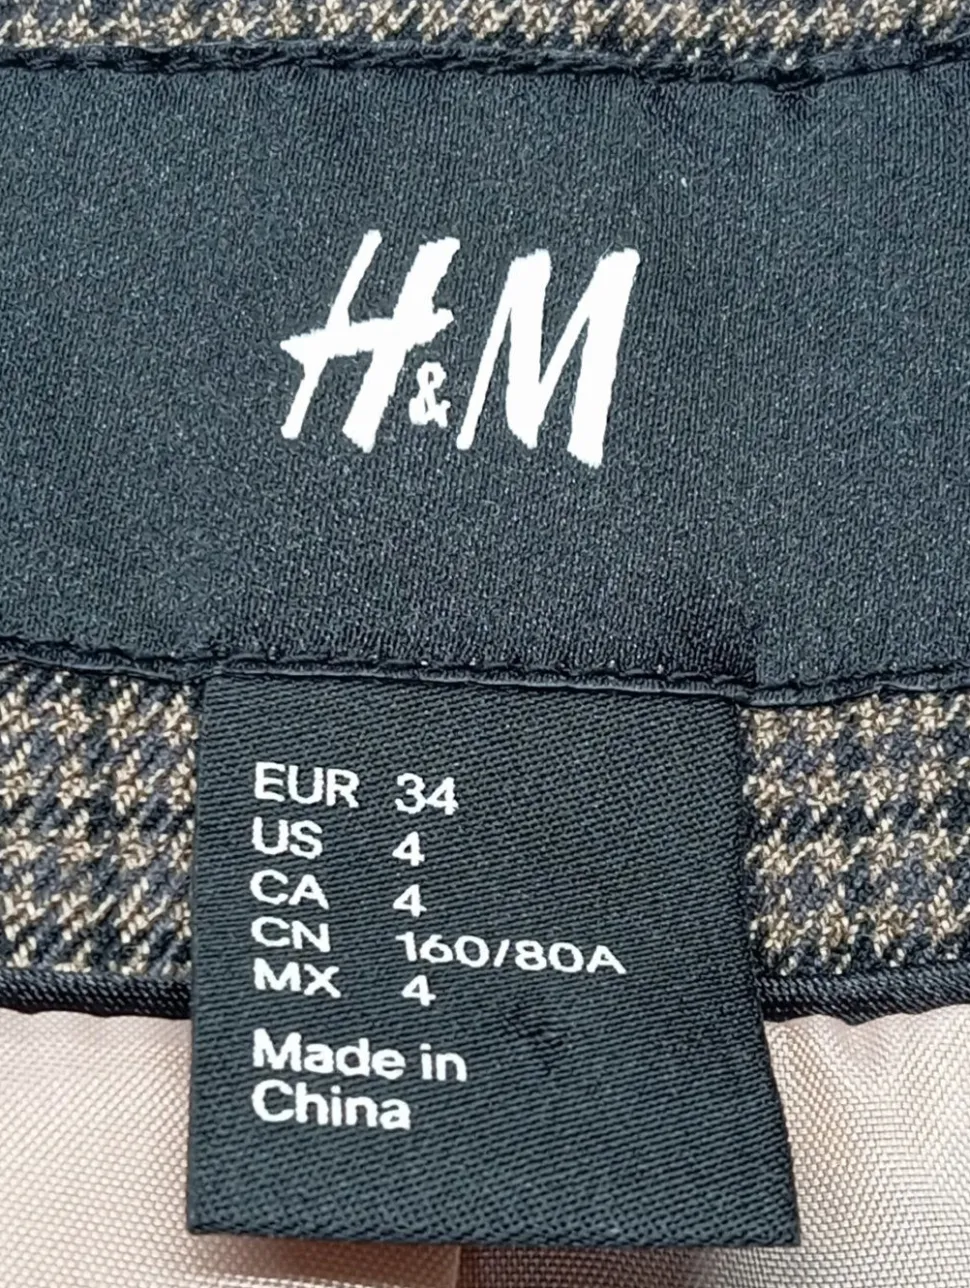 H&M
EUR 34
US 4
CA 4
CN 160/80A
MX 4
Made in
China